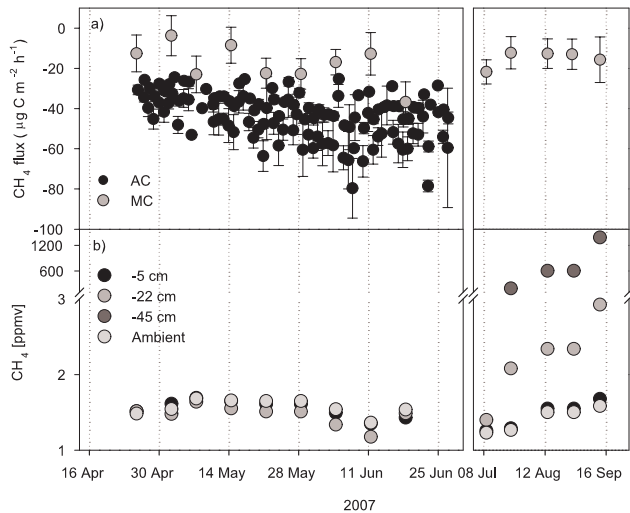 a)
0
-20
-40
-60
-80
-100
CH4 flux ( µg C m⁻² h⁻¹)
AC
MC
b)
1200
600
3
2
1
CH4 [ppmv]
-5 cm
-22 cm
-45 cm
Ambient
16 Apr 30 Apr 14 May 28 May 11 Jun 25 Jun 08 Jul 12 Aug 16 Sep
2007